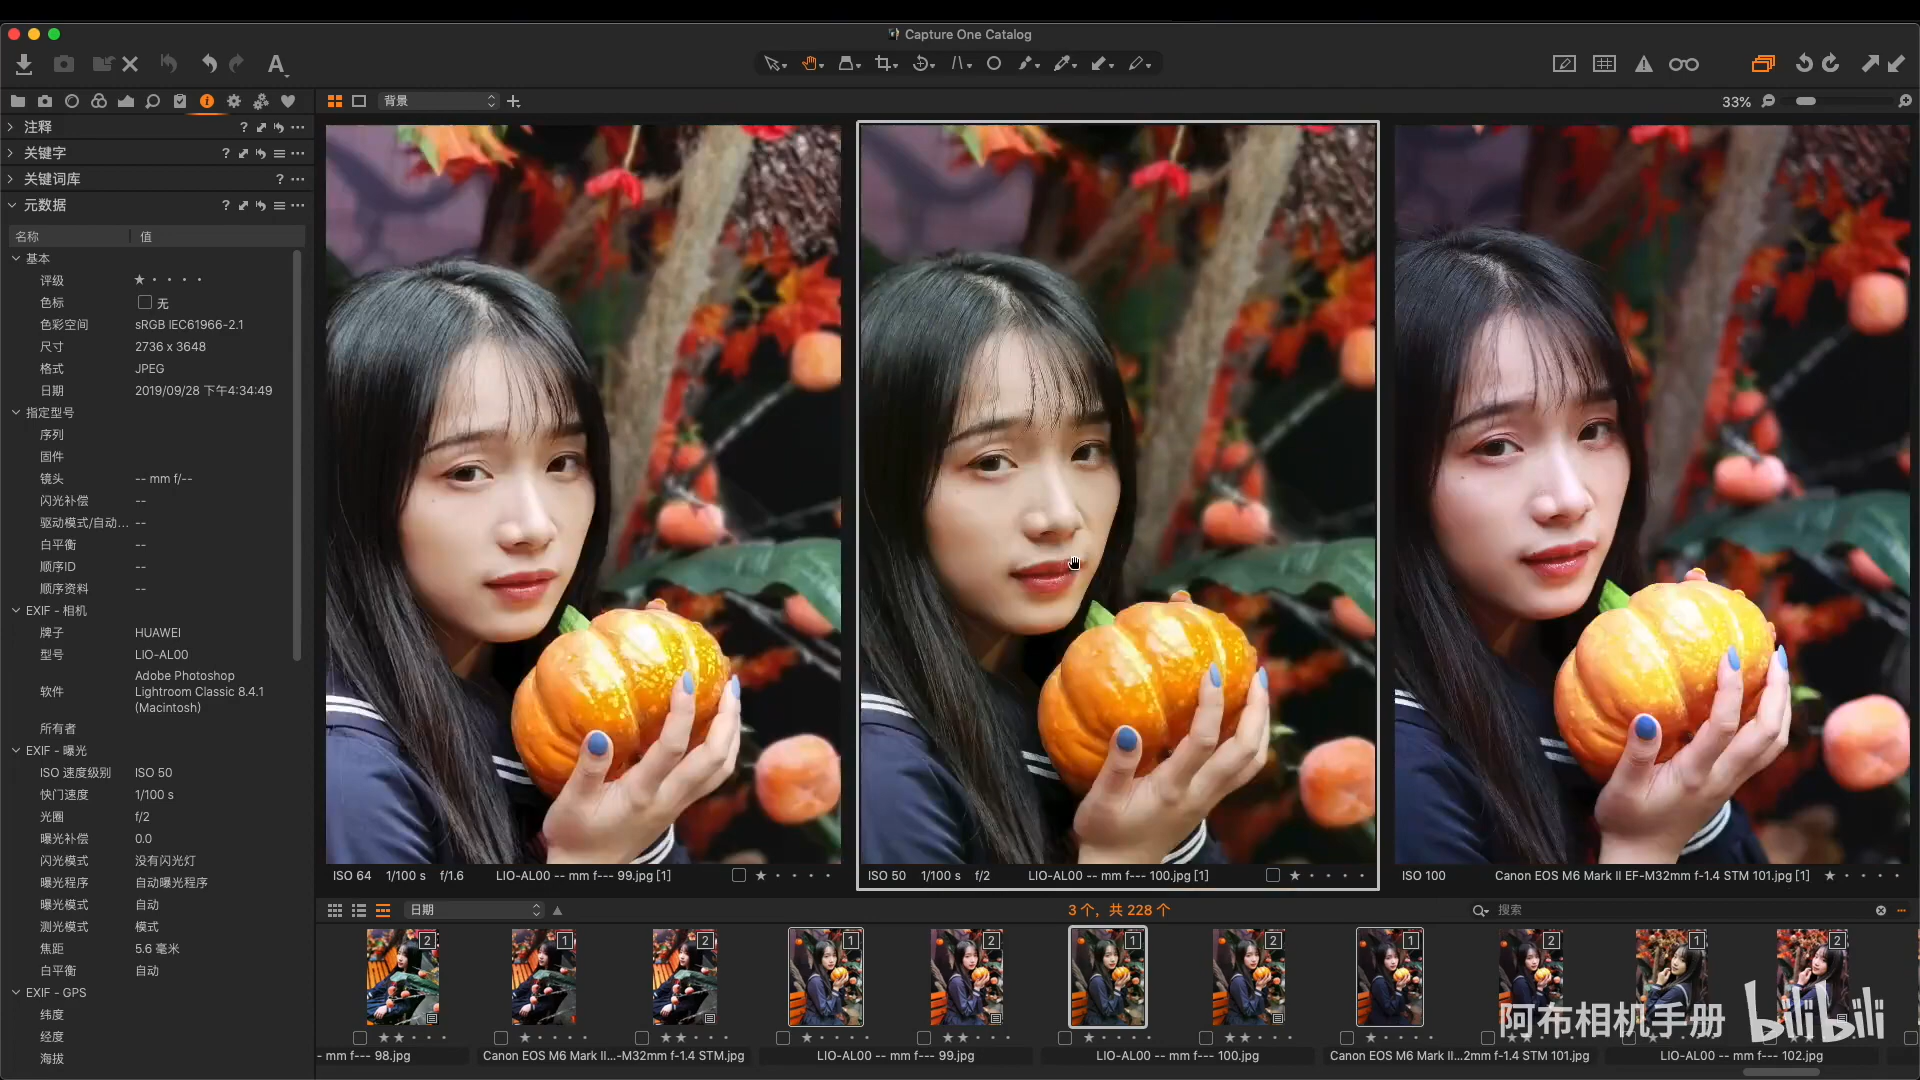 Capture One Catalog
背景
33%
注释
关键字
关键词库
元数据
名称 值
基本
评级
色标 无
色彩空间 sRGB IEC61966-2.1
尺寸 2736 x 3648
格式 JPEG
日期 2019/09/28 下午4:34:49
指定型号
序列
固件
镜头 -- mm f/--
闪光补偿 --
驱动模式/自动... --
白平衡 --
顺序ID --
顺序资料 --
EXIF - 相机
牌子 HUAWEI
型号 LIO-AL00
软件 Adobe Photoshop
Lightroom Classic 8.4.1
(Macintosh)
所有者
EXIF - 曝光
ISO 速度级别 ISO 50
快门速度 1/100 s
光圈 f/2
曝光补偿 0.0
闪光模式 没有闪光灯
曝光程序 自动曝光程序
曝光模式 自动
测光模式 模式
焦距 5.6 毫米
白平衡 自动
EXIF - GPS
纬度
经度
海拔
ISO 64 1/100 s f/1.6 LIO-AL00 -- mm f--- 99.jpg [1]
ISO 50 1/100 s f/2 LIO-AL00 -- mm f--- 100.jpg [1]
ISO 100 Canon EOS M6 Mark II EF-M32mm f-1.4 STM 101.jpg [1]
日期
3 个，共 228 个
搜索
2 1 2 1 2 1 2 1 2 1 2
- mm f--- 98.jpg
Canon EOS M6 Mark II...-M32mm f-1.4 STM.jpg
LIO-AL00 -- mm f--- 99.jpg
LIO-AL00 -- mm f--- 100.jpg
Canon EOS M6 Mark II...2mm f-1.4 STM 101.jpg
LIO-AL00 -- mm f--- 102.jpg
阿布相机手册 bilibili